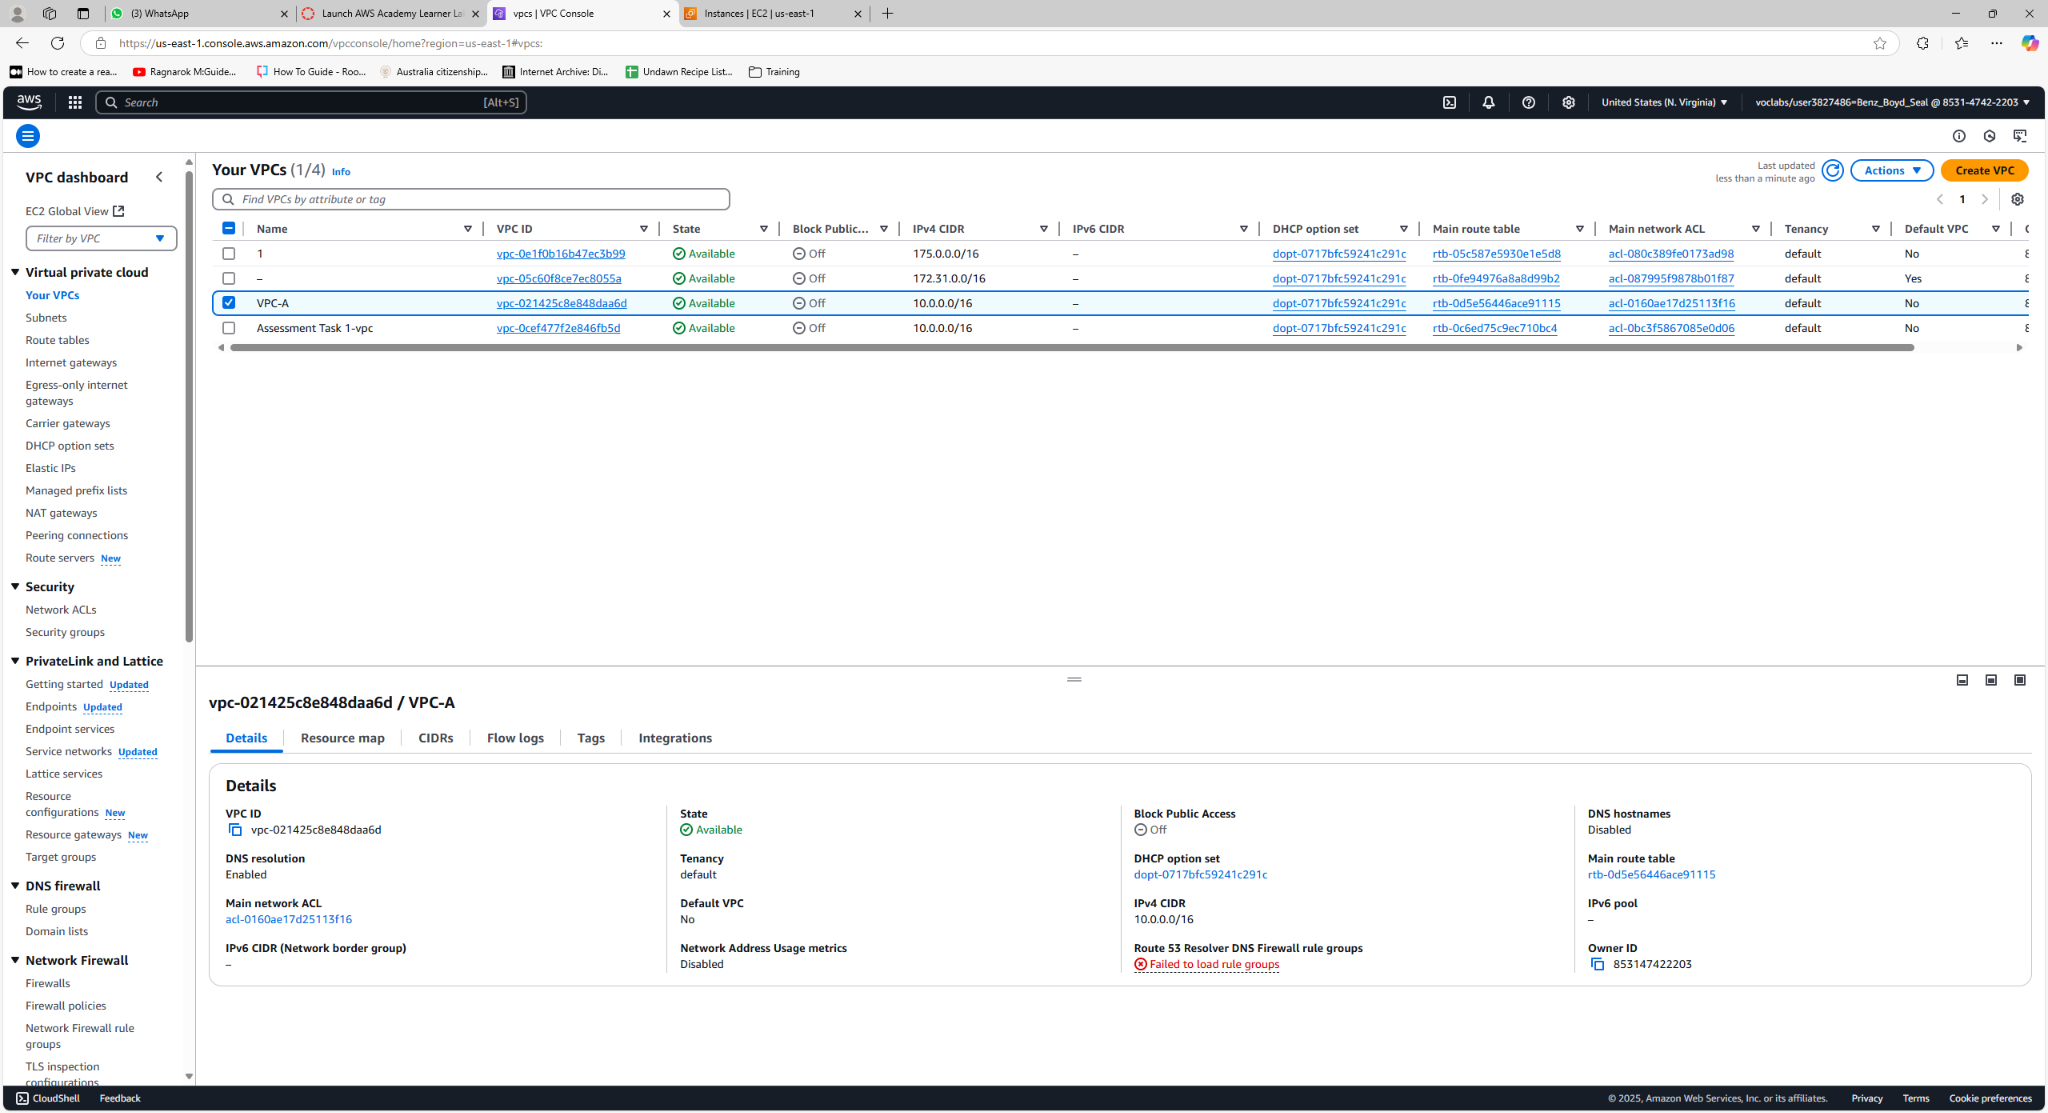 (3) WhatsApp
Launch AWS Academy Learner La
vpcs | VPC Console
Instances | EC2 | us-east-1
https://us-east-1.console.aws.amazon.com/vpcconsole/home?region=us-east-1#vpcs:
How to create a rea...
Ragnarok McGuide...
How To Guide - Roo...
Australia citizenship...
Internet Archive: Di...
Undawn Recipe List...
Training
aws
Search
[Alt+S]
United States (N. Virginia)
voclabs/user3827486=Benz_Boyd_Seal @ 8531-4742-2203
VPC dashboard
EC2 Global View
Filter by VPC
Virtual private cloud
Your VPCs
Subnets
Route tables
Internet gateways
Egress-only internet
gateways
Carrier gateways
DHCP option sets
Elastic IPs
Managed prefix lists
NAT gateways
Peering connections
Route servers New
Security
Network ACLs
Security groups
PrivateLink and Lattice
Getting started Updated
Endpoints Updated
Endpoint services
Service networks Updated
Lattice services
Resource
configurations New
Resource gateways New
Target groups
DNS firewall
Rule groups
Domain lists
Network Firewall
Firewalls
Firewall policies
Network Firewall rule
groups
TLS inspection
configurations
Your VPCs (1/4) Info
Last updated
less than a minute ago
Actions
Create VPC
Find VPCs by attribute or tag
1
Name VPC ID State Block Public... IPv4 CIDR IPv6 CIDR DHCP option set Main route table Main network ACL Tenancy Default VPC
1 vpc-0e1f0b16b47ec3b99 Available Off 175.0.0.0/16 – dopt-0717bfc59241c291c rtb-05c587e5930e1e5d8 acl-080c389fe0173ad98 default No
– vpc-05c60f8ce7ec8055a Available Off 172.31.0.0/16 – dopt-0717bfc59241c291c rtb-0fe94976a8a8d99b2 acl-087995f9878b01f87 default Yes
VPC-A vpc-021425c8e848daa6d Available Off 10.0.0.0/16 – dopt-0717bfc59241c291c rtb-0d5e56446ace91115 acl-0160ae17d25113f16 default No
Assessment Task 1-vpc vpc-0cef477f2e846fb5d Available Off 10.0.0.0/16 – dopt-0717bfc59241c291c rtb-0c6ed75c9ec710bc4 acl-0bc3f5867085e0d06 default No
vpc-021425c8e848daa6d / VPC-A
Details Resource map CIDRs Flow logs Tags Integrations
Details
VPC ID
vpc-021425c8e848daa6d
State
Available
Block Public Access
Off
DNS hostnames
Disabled
DNS resolution
Enabled
Tenancy
default
DHCP option set
dopt-0717bfc59241c291c
Main route table
rtb-0d5e56446ace91115
Main network ACL
acl-0160ae17d25113f16
Default VPC
No
IPv4 CIDR
10.0.0.0/16
IPv6 pool
–
IPv6 CIDR (Network border group)
–
Network Address Usage metrics
Disabled
Route 53 Resolver DNS Firewall rule groups
Failed to load rule groups
Owner ID
853147422203
CloudShell Feedback
© 2025, Amazon Web Services, Inc. or its affiliates. Privacy Terms Cookie preferences